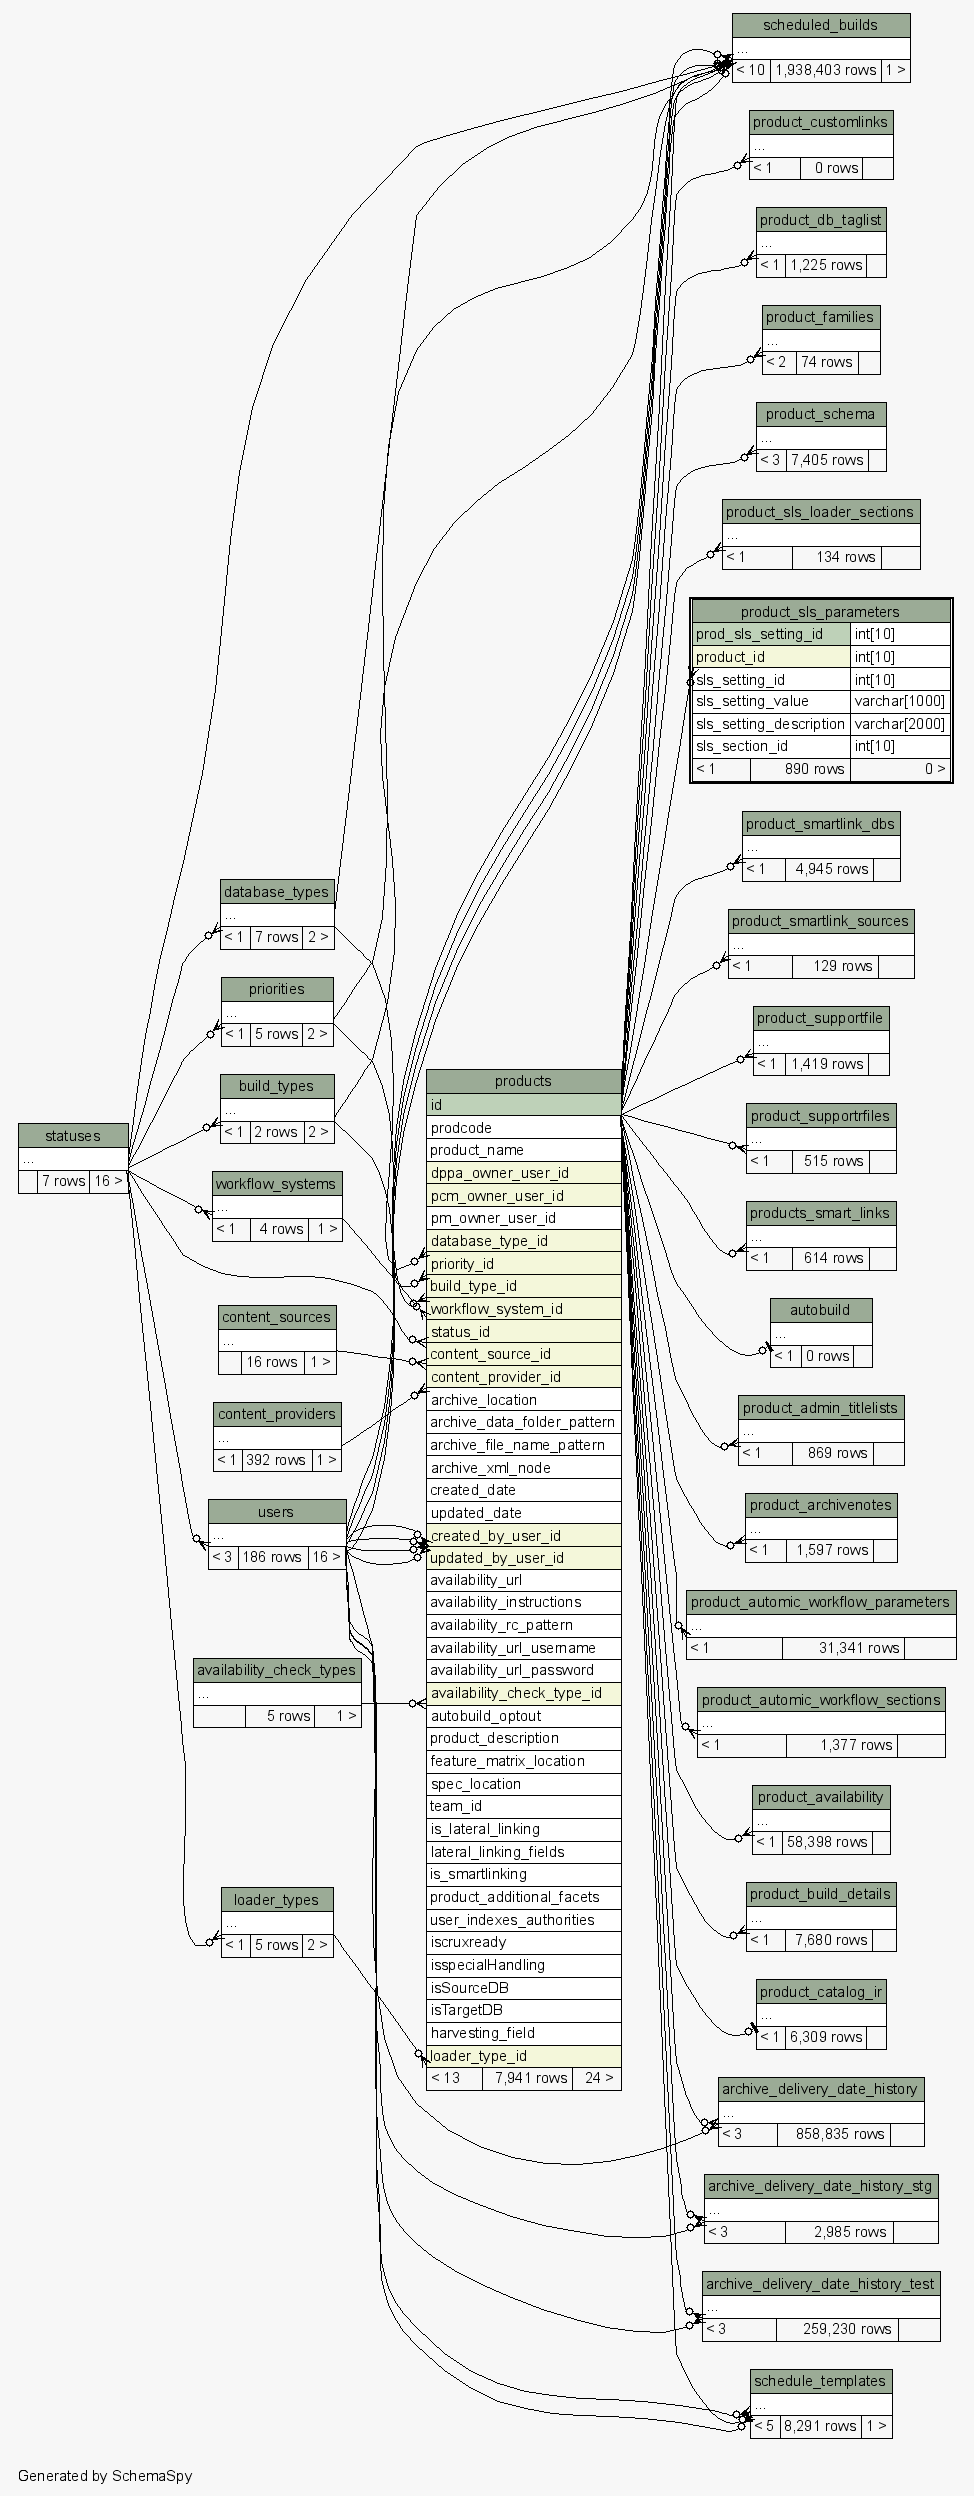 scheduled_builds
...
< 10 1,938,403 rows 1 >
product_customlinks
...
< 1 0 rows
product_db_taglist
...
< 1 1,225 rows
product_families
...
< 2 74 rows
product_schema
...
< 3 7,405 rows
product_sls_loader_sections
...
< 1 134 rows
product_sls_parameters
prod_sls_setting_id int[10]
product_id int[10]
sls_setting_id int[10]
sls_setting_value varchar[1000]
sls_setting_description varchar[2000]
sls_section_id int[10]
< 1 890 rows 0 >
product_smartlink_dbs
...
< 1 4,945 rows
product_smartlink_sources
...
< 1 129 rows
product_supportfile
...
< 1 1,419 rows
product_supportrfiles
...
< 1 515 rows
products_smart_links
...
< 1 614 rows
autobuild
...
< 1 0 rows
product_admin_titlelists
...
< 1 869 rows
product_archivenotes
...
< 1 1,597 rows
product_automic_workflow_parameters
...
< 1 31,341 rows
product_automic_workflow_sections
...
< 1 1,377 rows
product_availability
...
< 1 58,398 rows
product_build_details
...
< 1 7,680 rows
product_catalog_ir
...
< 1 6,309 rows
archive_delivery_date_history
...
< 3 858,835 rows
archive_delivery_date_history_stg
...
< 3 2,985 rows
archive_delivery_date_history_test
...
< 3 259,230 rows
schedule_templates
...
< 5 8,291 rows 1 >
database_types
...
< 1 7 rows 2 >
priorities
...
< 1 5 rows 2 >
build_types
...
< 1 2 rows 2 >
statuses
...
7 rows 16 >
workflow_systems
...
< 1 4 rows 1 >
content_sources
...
16 rows 1 >
content_providers
...
< 1 392 rows 1 >
users
...
< 3 186 rows 16 >
availability_check_types
...
5 rows 1 >
loader_types
...
< 1 5 rows 2 >
products
id
prodcode
product_name
dppa_owner_user_id
pcm_owner_user_id
pm_owner_user_id
database_type_id
priority_id
build_type_id
workflow_system_id
status_id
content_source_id
content_provider_id
archive_location
archive_data_folder_pattern
archive_file_name_pattern
archive_xml_node
created_date
updated_date
created_by_user_id
updated_by_user_id
availability_url
availability_instructions
availability_rc_pattern
availability_url_username
availability_url_password
availability_check_type_id
autobuild_optout
product_description
feature_matrix_location
spec_location
team_id
is_lateral_linking
lateral_linking_fields
is_smartlinking
product_additional_facets
user_indexes_authorities
iscruxready
isspecialHandling
isSourceDB
isTargetDB
harvesting_field
loader_type_id
< 13 7,941 rows 24 >
Generated by SchemaSpy